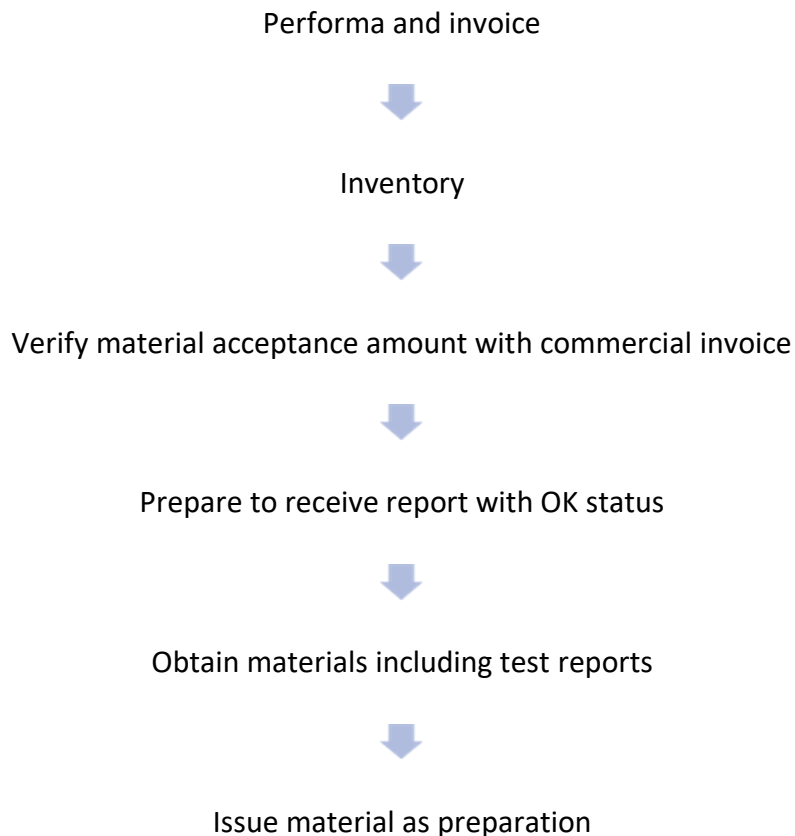 Performa and invoice
Inventory
Verify material acceptance amount with commercial invoice
Prepare to receive report with OK status
Obtain materials including test reports
Issue material as preparation